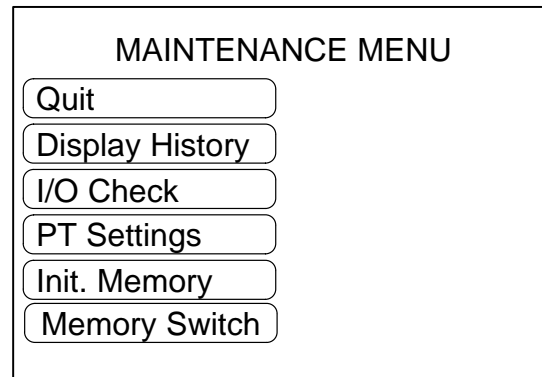 MAINTENANCE MENU
Quit
Display History
I/O Check
PT Settings
Init. Memory
Memory Switch